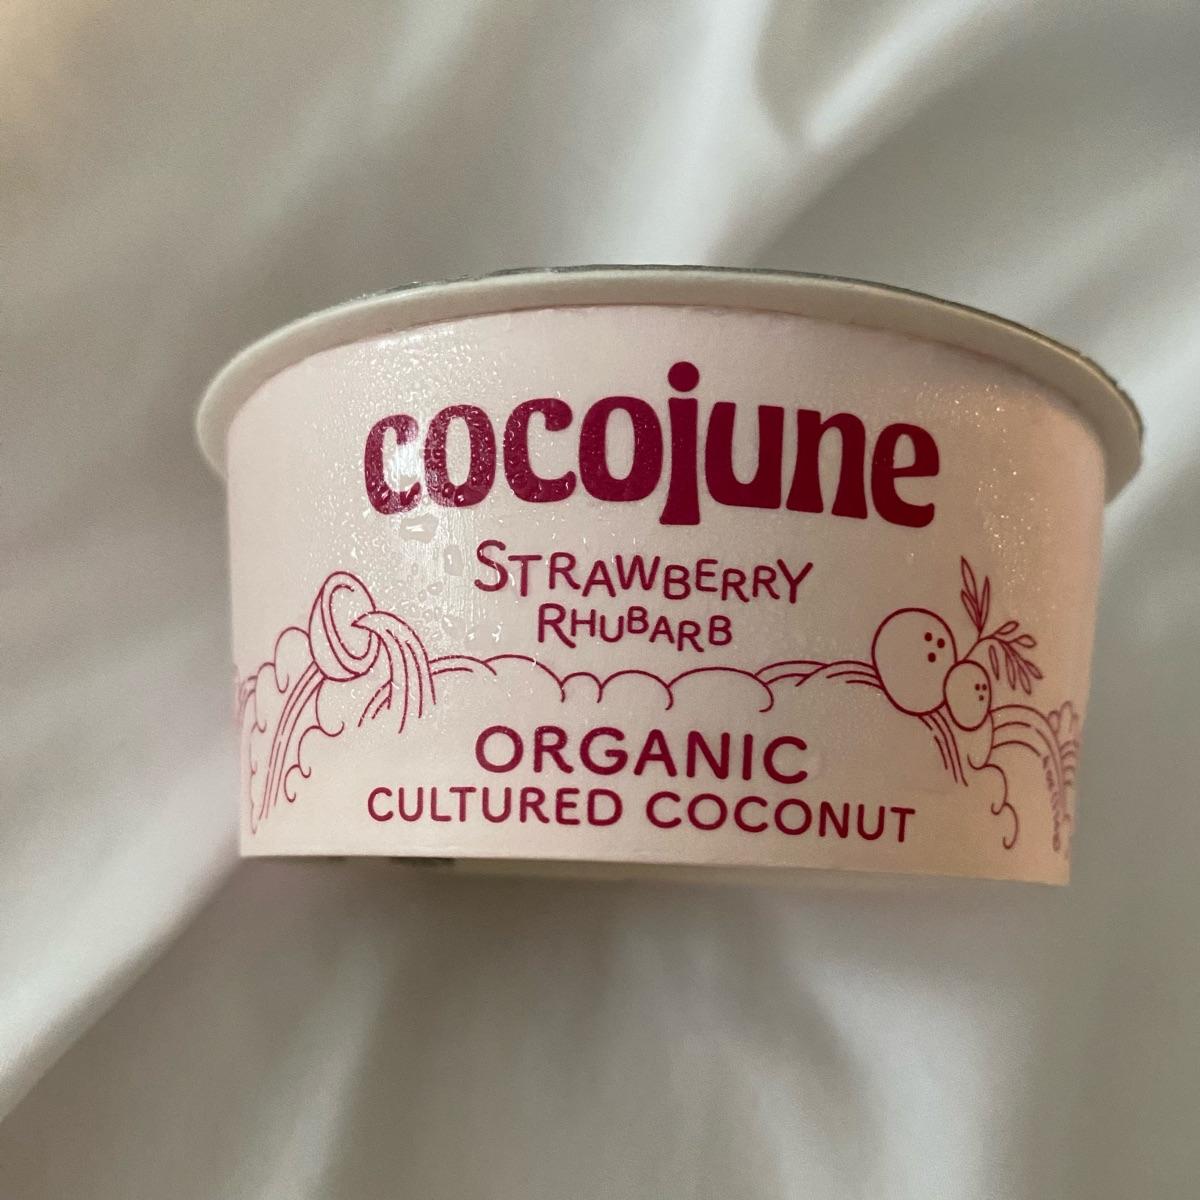 cocojune
STRAWBERRY
RHUBARB
ORGANIC
CULTURED COCONUT